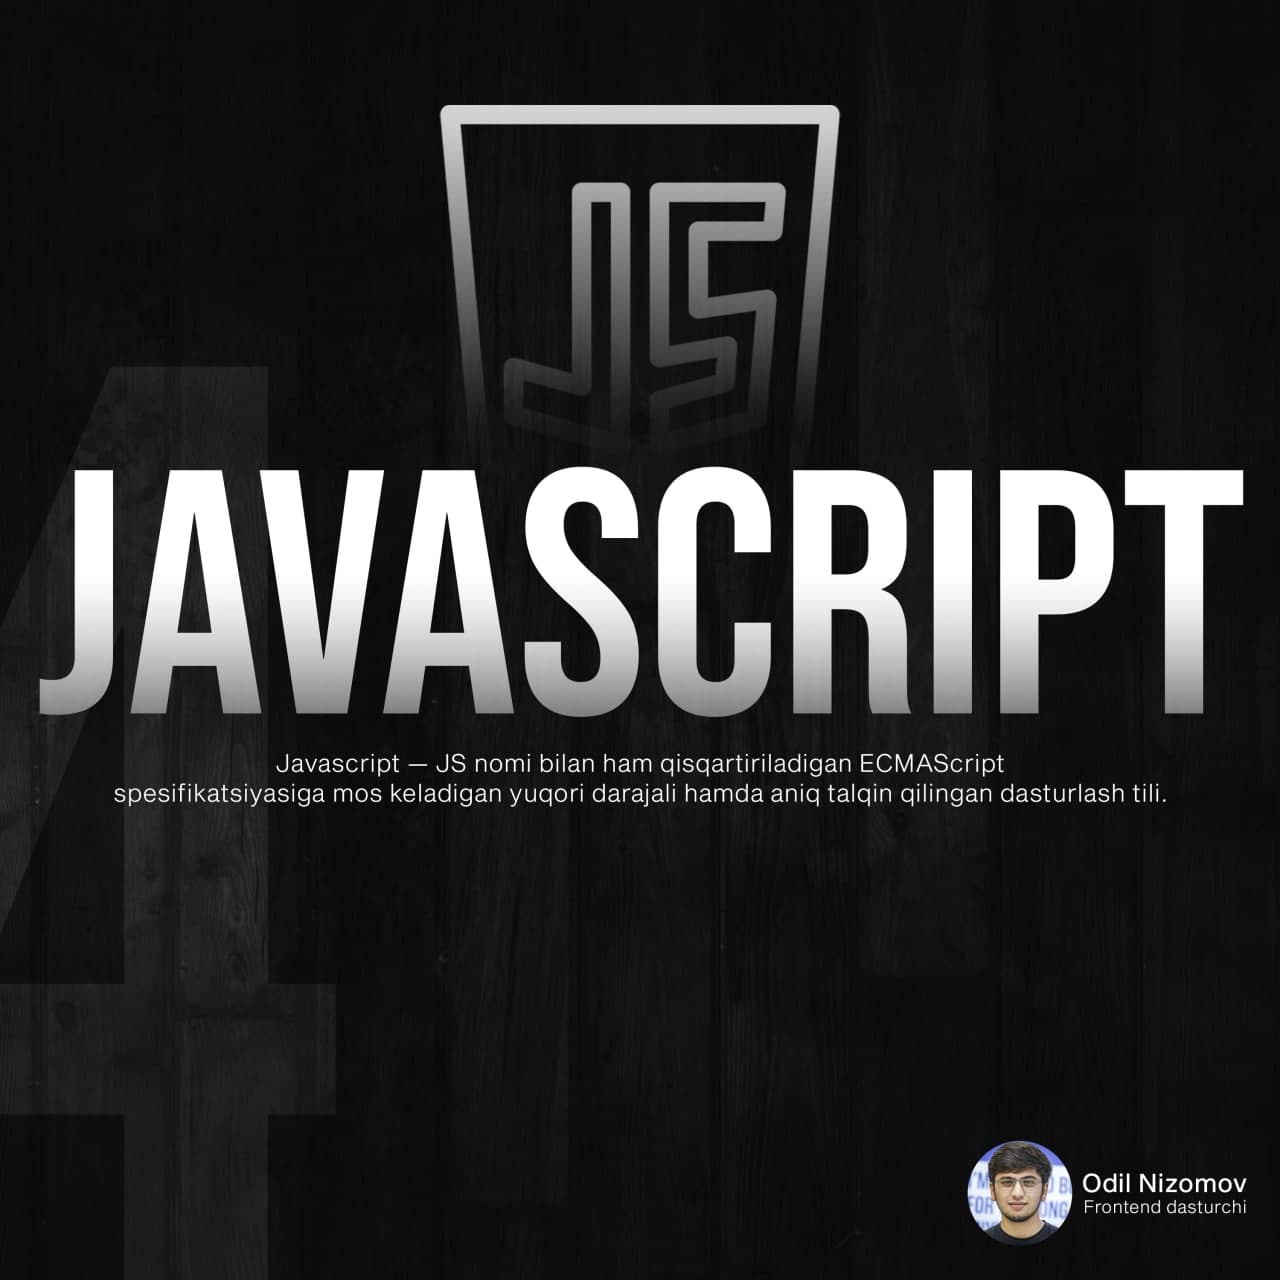 JS
JAVASCRIPT
Javascript — JS nomi bilan ham qisqartiriladigan ECMAScript
spesifikatsiyasiga mos keladigan yuqori darajali hamda aniq talqin qilingan dasturlash tili.
4
Odil Nizomov
Frontend dasturchi